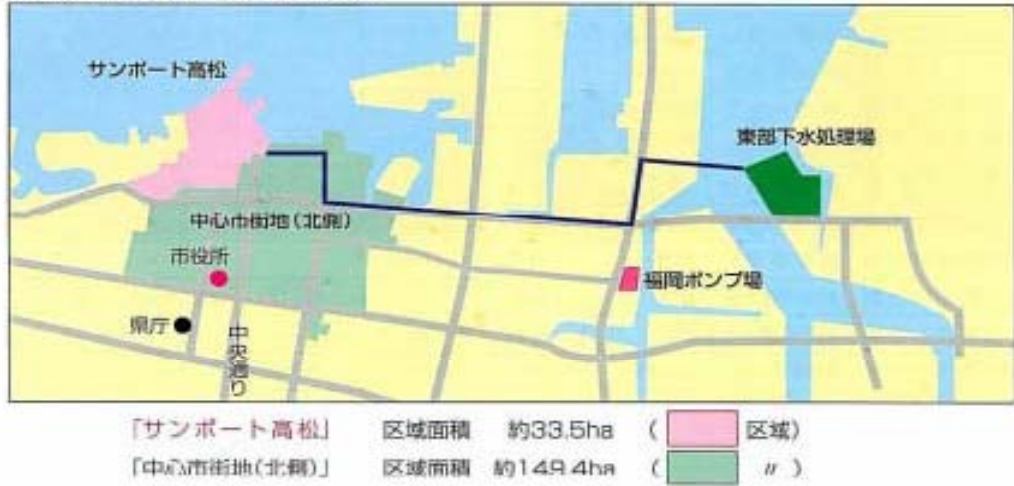 サンポート高松
東部下水処理場
中心市街地(北側)
市役所
福岡ポンプ場
県庁
中央通り
「サンポート高松」 区域面積 約33.5ha ( 区域)
「中心市街地(北側)」 区域面積 約149.4ha ( 〃 )